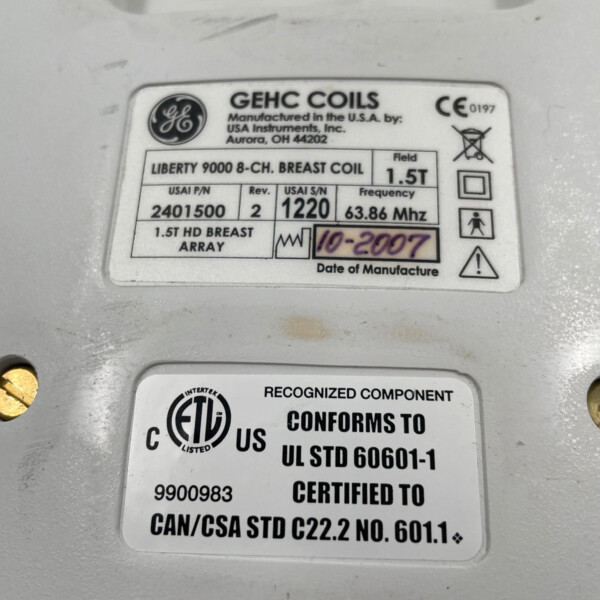 GE
GEHC COILS
Manufactured in the U.S.A. by:
USA Instruments, Inc.
Aurora, OH 44202
CE 0197
LIBERTY 9000 8-CH. BREAST COIL
Field
1.5T
USAI P/N
2401500
Rev.
2
USAI S/N
1220
Frequency
63.86 Mhz
1.5T HD BREAST
ARRAY
10-2007
Date of Manufacture
INTERTEK
C ETL US
LISTED
9900983
RECOGNIZED COMPONENT
CONFORMS TO
UL STD 60601-1
CERTIFIED TO
CAN/CSA STD C22.2 NO. 601.1